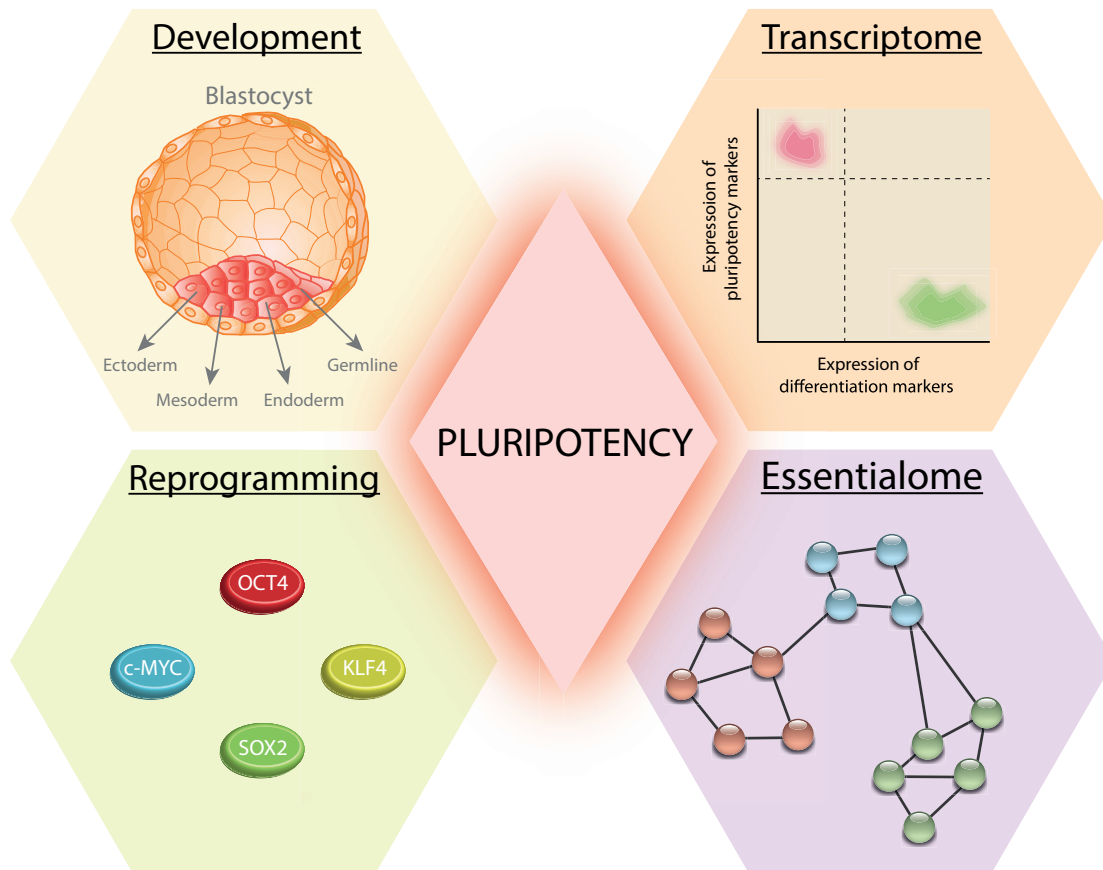 Development
Blastocyst
Ectoderm
Mesoderm
Endoderm
Germline
Transcriptome
Expressioin of
pluripotency markers
Expression of
differentiation markers
PLURIPOTENCY
Reprogramming
OCT4
c-MYC
KLF4
SOX2
Essentialome